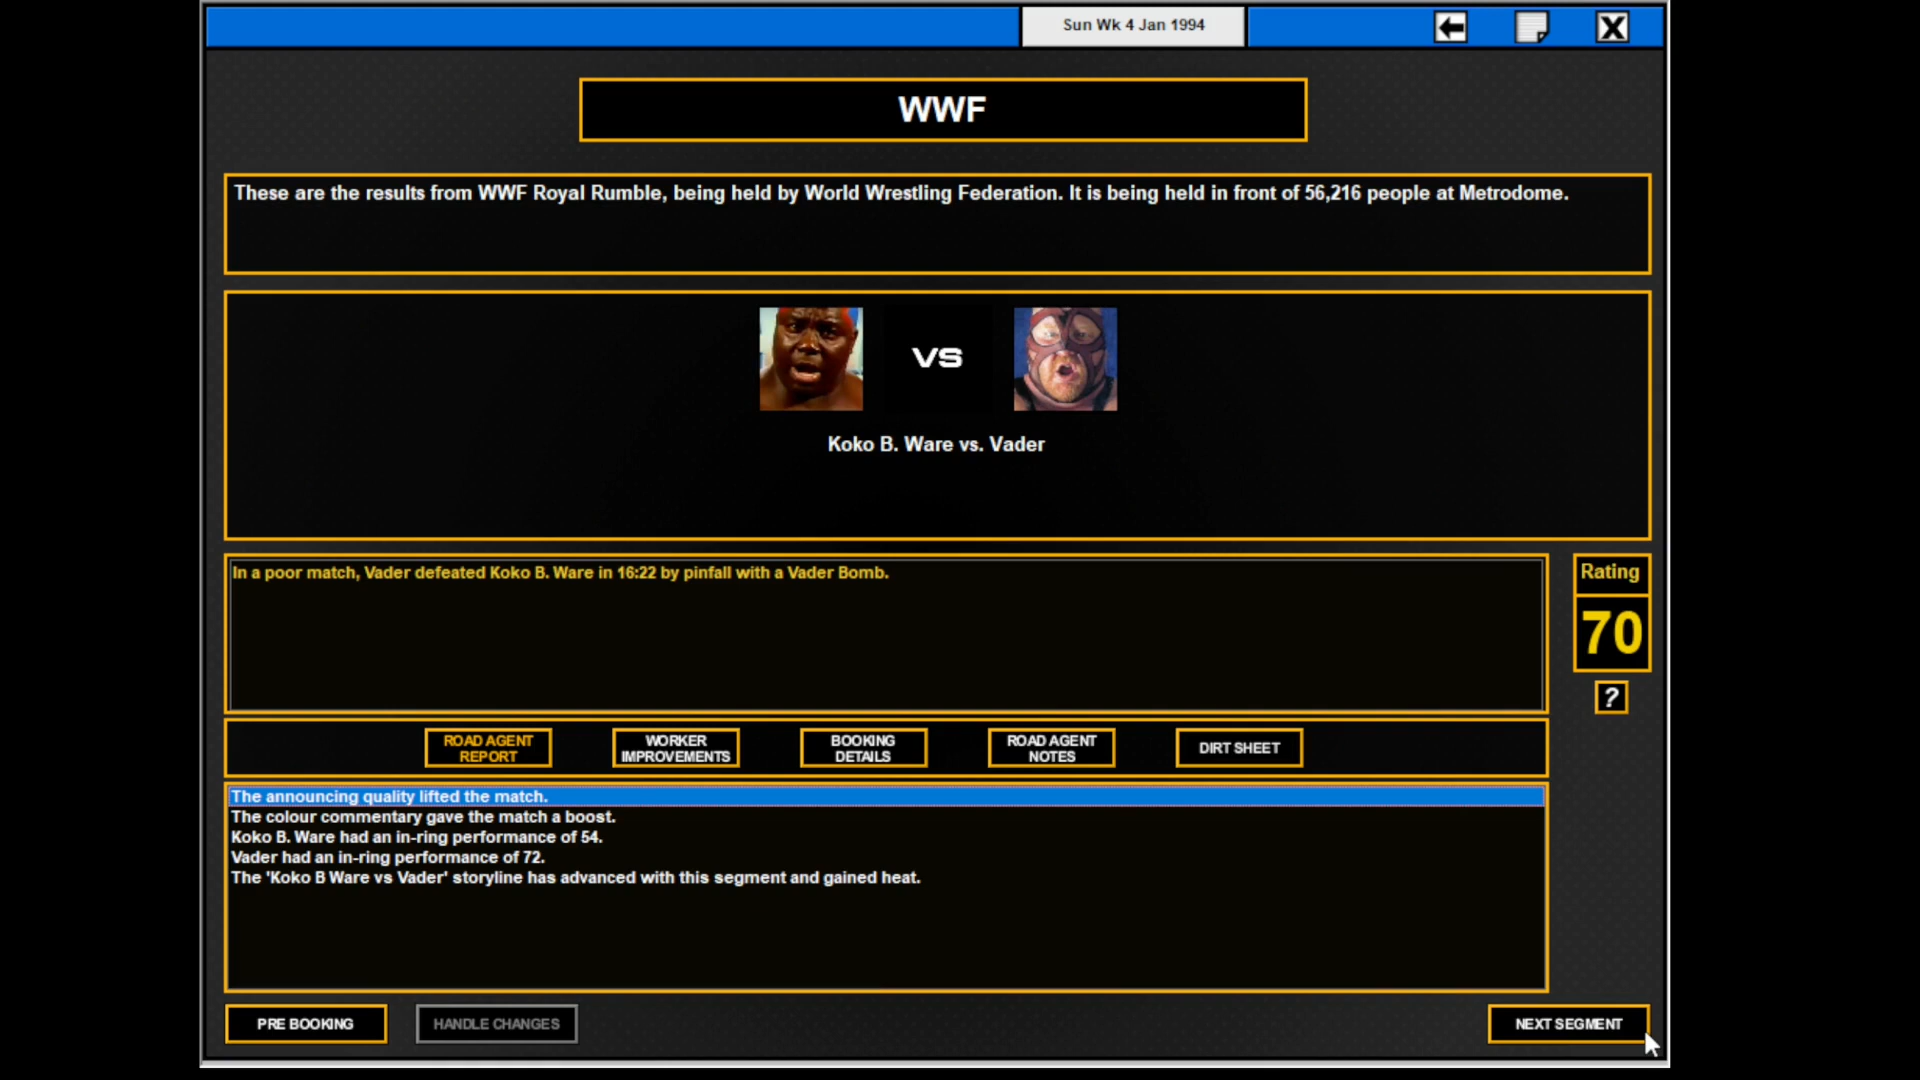 Sun Wk 4 Jan 1994
WWF
These are the results from WWF Royal Rumble, being held by World Wrestling Federation. It is being held in front of 56,216 people at Metrodome.
VS
Koko B. Ware vs. Vader
In a poor match, Vader defeated Koko B. Ware in 16:22 by pinfall with a Vader Bomb.
Rating
70
?
ROAD AGENT
REPORT
WORKER
IMPROVEMENTS
BOOKING
DETAILS
ROAD AGENT
NOTES
DIRT SHEET
The announcing quality lifted the match.
The colour commentary gave the match a boost.
Koko B. Ware had an in-ring performance of 54.
Vader had an in-ring performance of 72.
The 'Koko B Ware vs Vader' storyline has advanced with this segment and gained heat.
PRE BOOKING
HANDLE CHANGES
NEXT SEGMENT